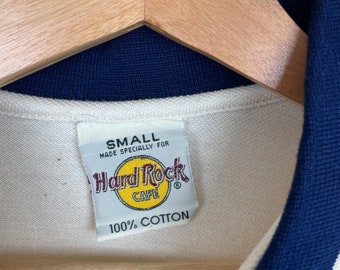 SMALL
MADE SPECIALLY FOR
Hard Rock
CAFE ®
100% COTTON